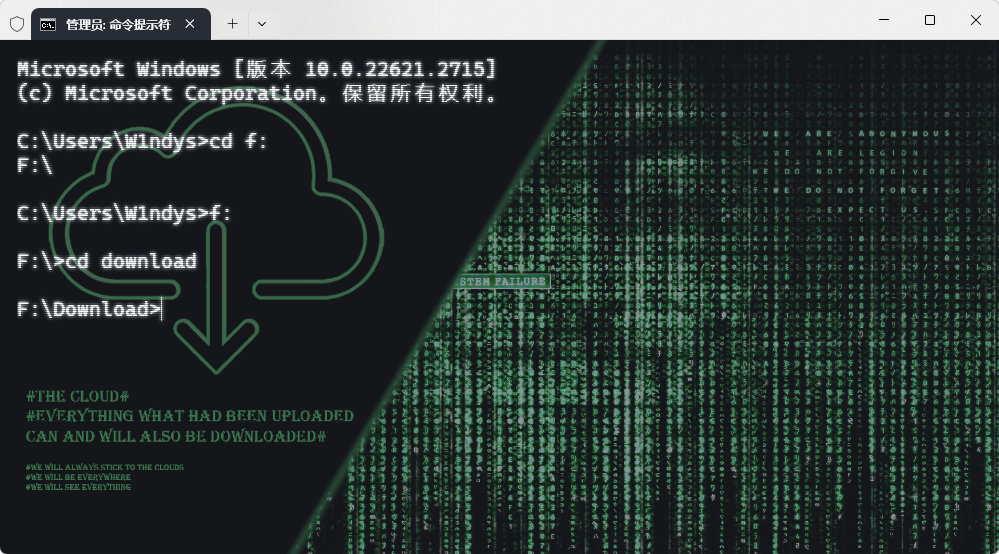 管理员: 命令提示符
Microsoft Windows [版本 10.0.22621.2715]
(c) Microsoft Corporation。保留所有权利。
C:\Users\W1ndys>cd f:
F:\
C:\Users\W1ndys>f:
F:\>cd download
F:\Download>
WE ARE ANONYMOUS
WE ARE LEGION
WE DO NOT FORGIVE
WE DO NOT FORGET
EXPECT US
STEM FAILURE
#THE CLOUD#
#EVERYTHING WHAT HAD BEEN UPLOADED
CAN AND WILL ALSO BE DOWNLOADED#
#WE WILL ALWAYS STICK TO THE CLOUDS
#WE WILL BE EVERYWHERE
#WE WILL SEE EVERYTHING